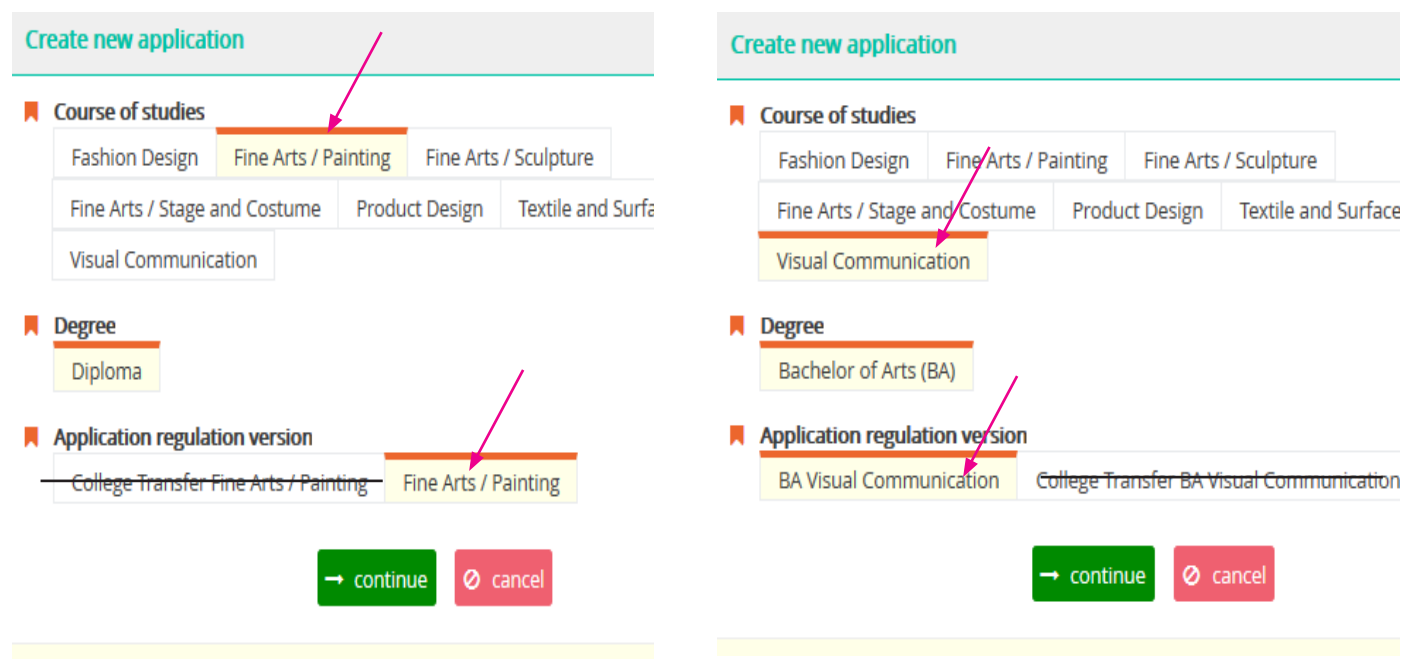 Create new application
Course of studies
Fashion Design Fine Arts / Painting Fine Arts / Sculpture
Fine Arts / Stage and Costume Product Design Textile and Surfa
Visual Communication
Degree
Diploma
Application regulation version
College Transfer Fine Arts / Painting Fine Arts / Painting
→ continue cancel
Create new application
Course of studies
Fashion Design Fine Arts / Painting Fine Arts / Sculpture
Fine Arts / Stage and Costume Product Design Textile and Surface
Visual Communication
Degree
Bachelor of Arts (BA)
Application regulation version
BA Visual Communication College Transfer BA Visual Communication
→ continue cancel